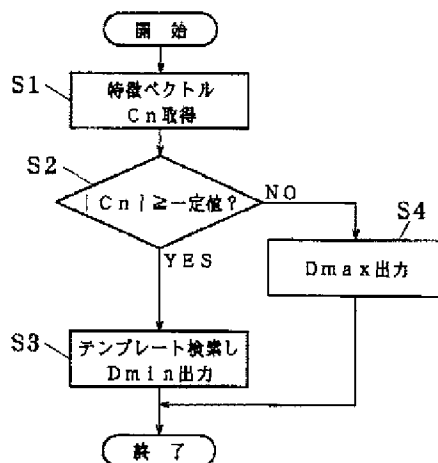 開 始
S1
特徴ベクトル
Cn取得
S2
|Cn|≧一定値?
NO
YES
S4
Dmax出力
S3
テンプレート検索し
Dmin出力
終 了